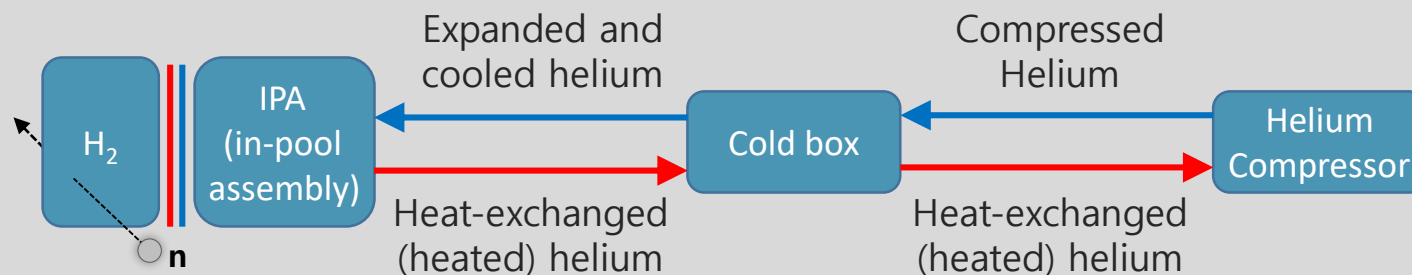 H₂
n
IPA
(in-pool
assembly)
Expanded and
cooled helium
Heat-exchanged
(heated) helium
Cold box
Compressed
Helium
Heat-exchanged
(heated) helium
Helium
Compressor